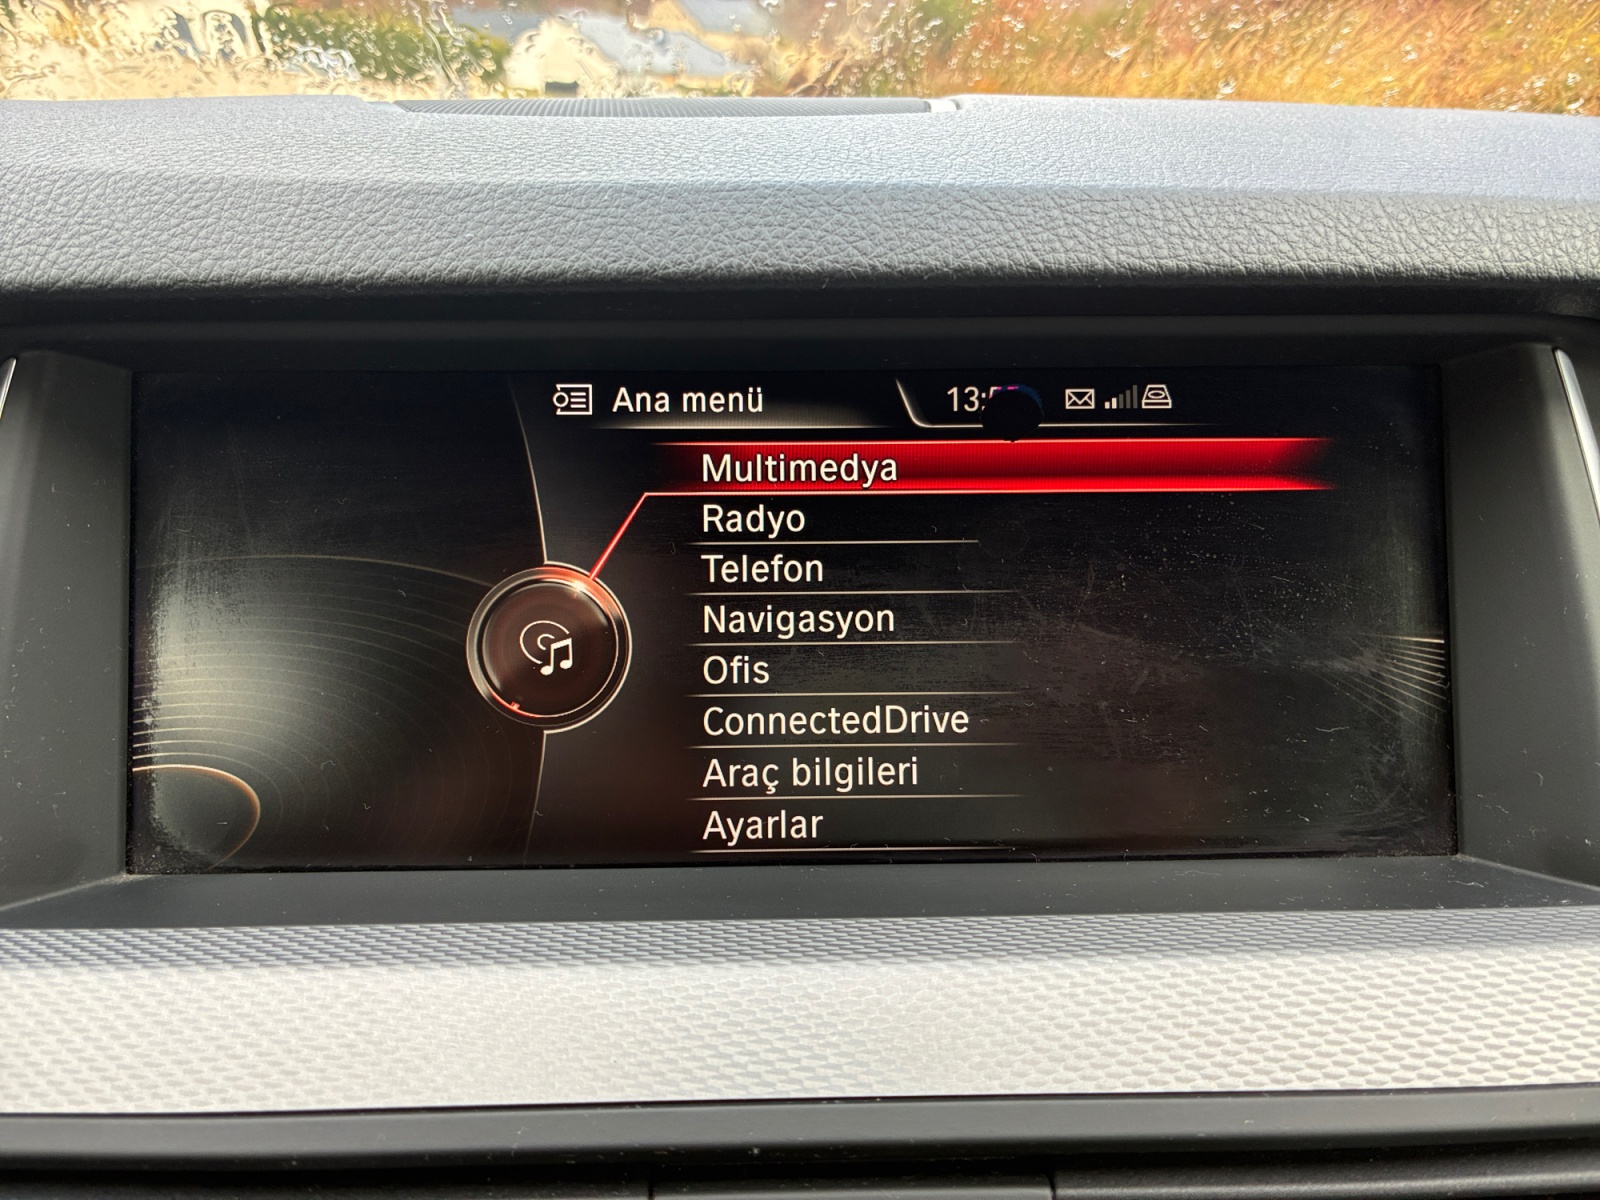 Ana menü
Multimedya
Radyo
Telefon
Navigasyon
Ofis
ConnectedDrive
Araç bilgileri
Ayarlar